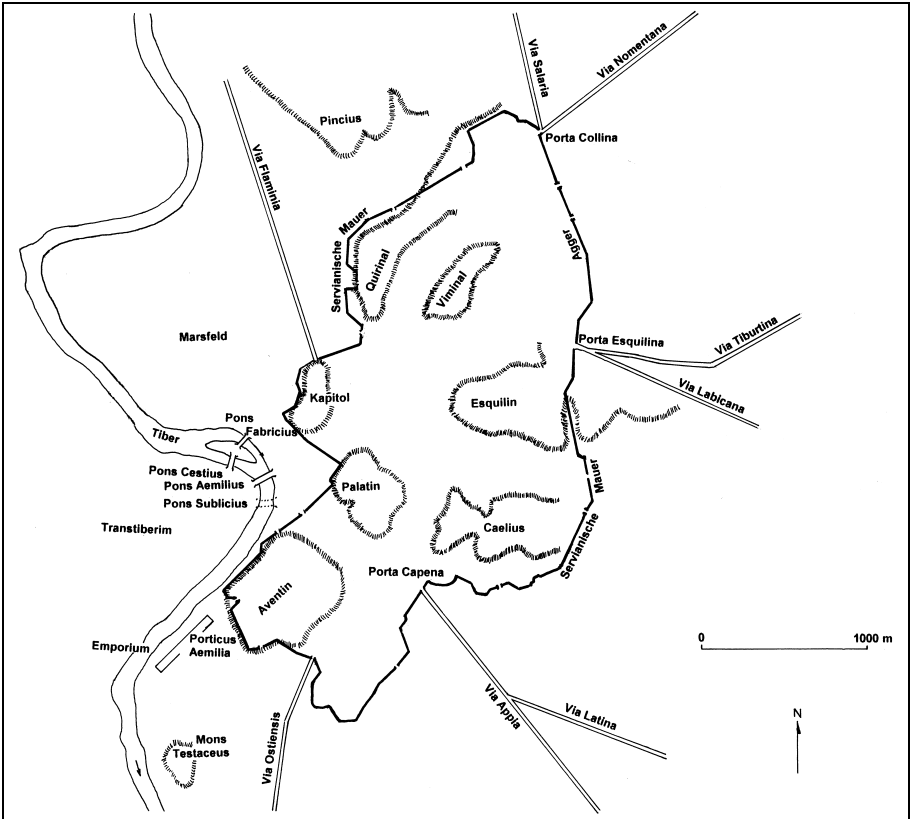 Via Salaria
Via Nomentana
Pincius
Porta Collina
Via Flaminia
Servianische Mauer
Quirinal
Viminal
Agger
Marsfeld
Porta Esquilina
Via Tiburtina
Via Labicana
Kapitol
Esquilin
Pons
Fabricius
Tiber
Pons Cestius
Pons Aemilius
Pons Sublicius
Palatin
Caelius
Servianische Mauer
Transtiberim
Porta Capena
Aventin
Emporium
Porticus
Aemilia
0 1000 m
Via Appia
Via Latina
N
Via Ostiensis
Mons
Testaceus